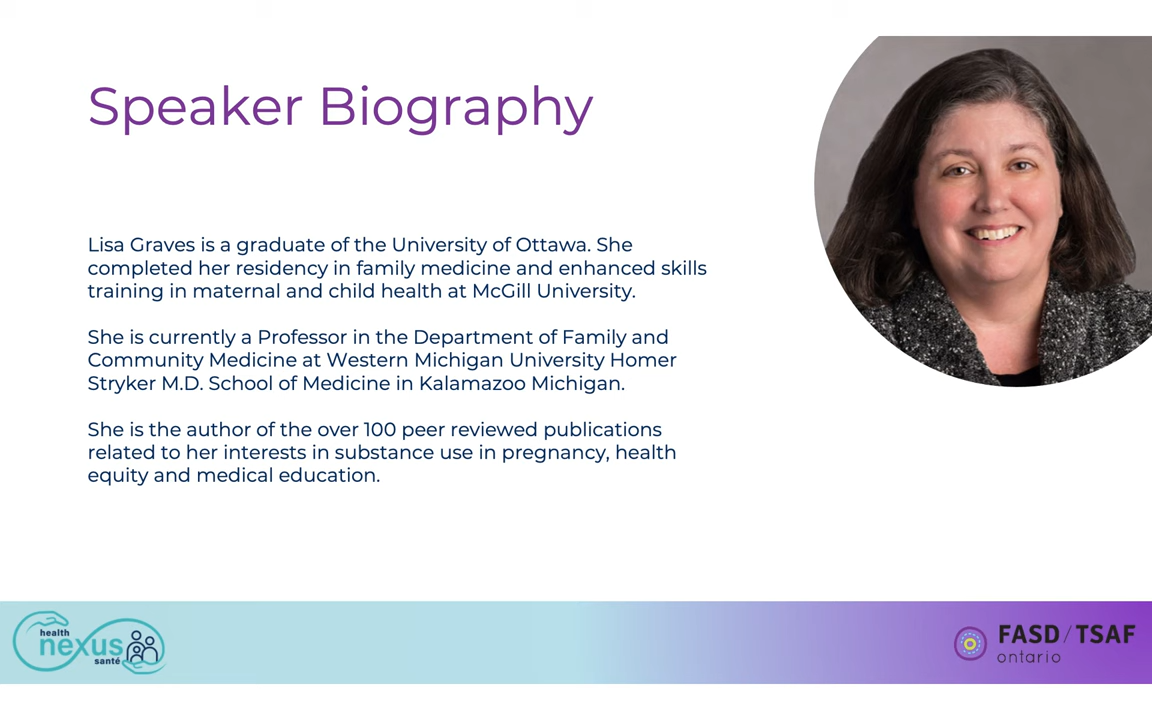 Speaker Biography
Lisa Graves is a graduate of the University of Ottawa. She
completed her residency in family medicine and enhanced skills
training in maternal and child health at McGill University.
She is currently a Professor in the Department of Family and
Community Medicine at Western Michigan University Homer
Stryker M.D. School of Medicine in Kalamazoo Michigan.
She is the author of the over 100 peer reviewed publications
related to her interests in substance use in pregnancy, health
equity and medical education.
health
nexus
santé
FASD / TSAF
ontario